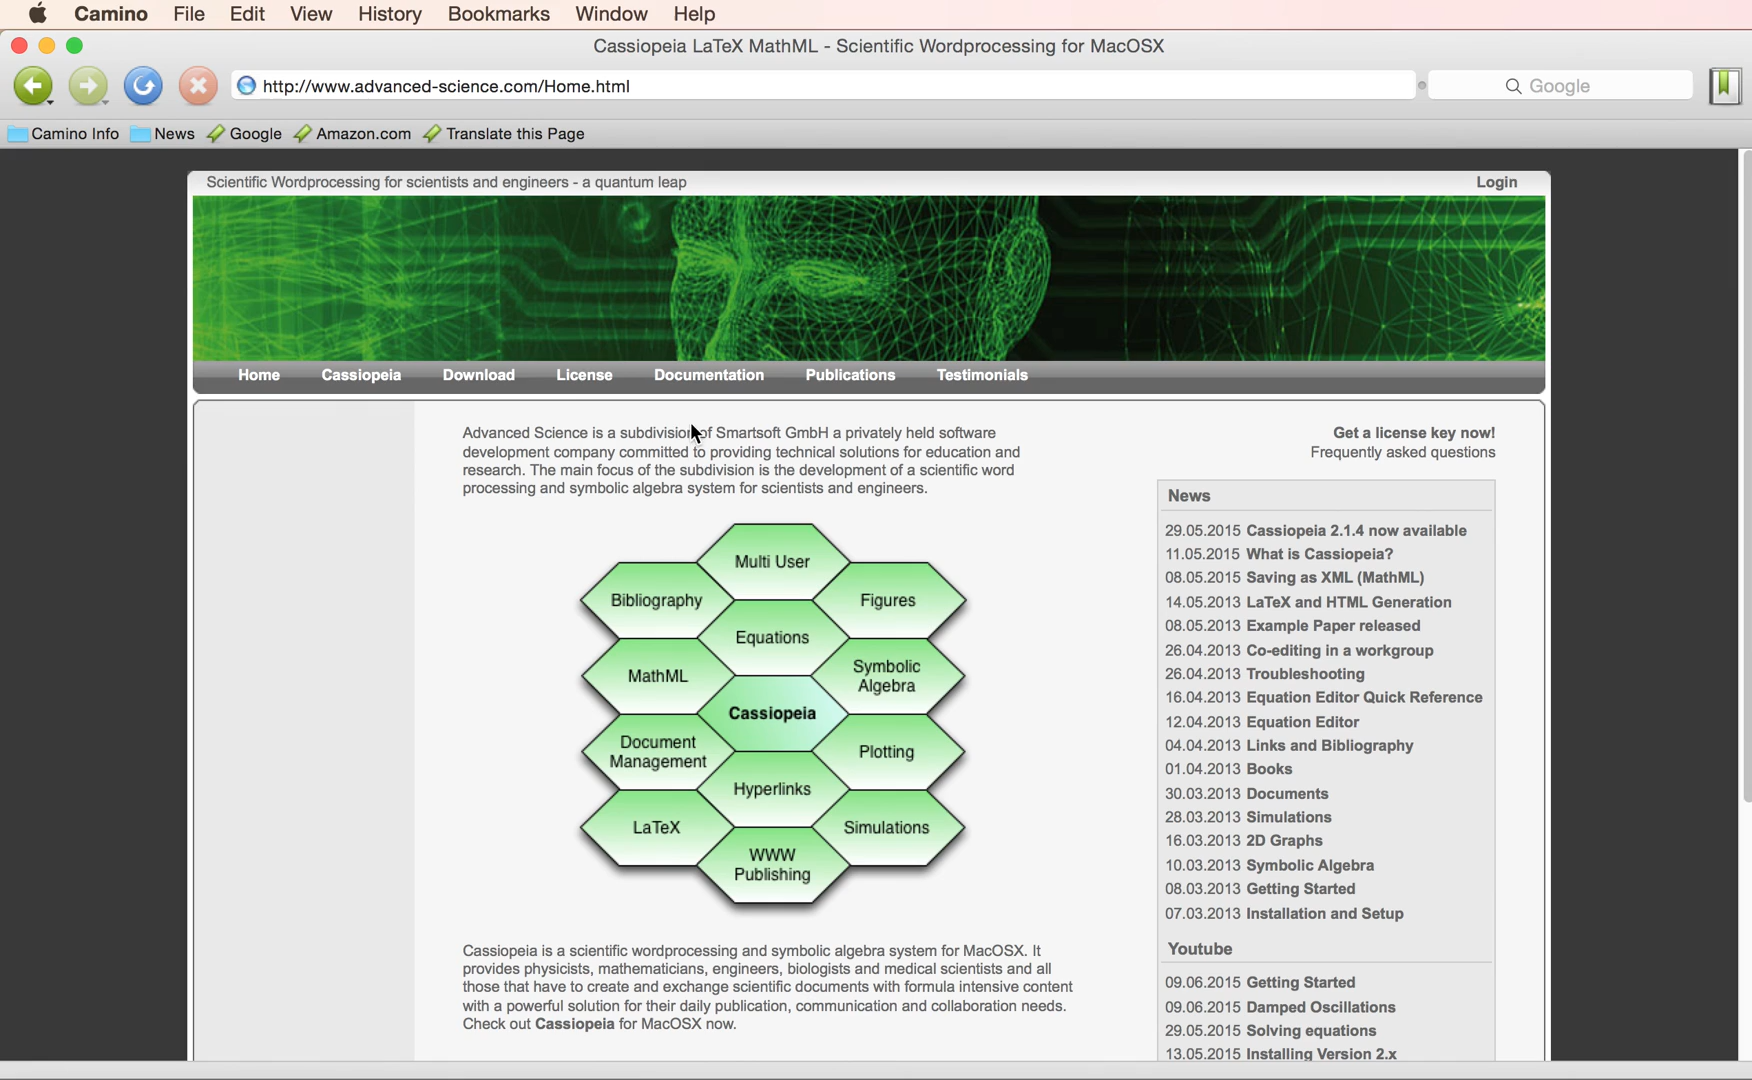 Camino File Edit View History Bookmarks Window Help
Cassiopeia LaTeX MathML - Scientific Wordprocessing for MacOSX
http://www.advanced-science.com/Home.html
Google
Camino Info News Google Amazon.com Translate this Page
Scientific Wordprocessing for scientists and engineers - a quantum leap
Login
Home Cassiopeia Download License Documentation Publications Testimonials
Advanced Science is a subdivision of Smartsoft GmbH a privately held software
development company committed to providing technical solutions for education and
research. The main focus of the subdivision is the development of a scientific word
processing and symbolic algebra system for scientists and engineers.
Multi User
Bibliography
Figures
Equations
MathML
Symbolic
Algebra
Cassiopeia
Document
Management
Plotting
Hyperlinks
LaTeX
Simulations
WWW
Publishing
Cassiopeia is a scientific wordprocessing and symbolic algebra system for MacOSX. It
provides physicists, mathematicians, engineers, biologists and medical scientists and all
those that have to create and exchange scientific documents with formula intensive content
with a powerful solution for their daily publication, communication and collaboration needs.
Check out Cassiopeia for MacOSX now.
Get a license key now!
Frequently asked questions
News
29.05.2015 Cassiopeia 2.1.4 now available
11.05.2015 What is Cassiopeia?
08.05.2015 Saving as XML (MathML)
14.05.2013 LaTeX and HTML Generation
08.05.2013 Example Paper released
26.04.2013 Co-editing in a workgroup
26.04.2013 Troubleshooting
16.04.2013 Equation Editor Quick Reference
12.04.2013 Equation Editor
04.04.2013 Links and Bibliography
01.04.2013 Books
30.03.2013 Documents
28.03.2013 Simulations
16.03.2013 2D Graphs
10.03.2013 Symbolic Algebra
08.03.2013 Getting Started
07.03.2013 Installation and Setup
Youtube
09.06.2015 Getting Started
09.06.2015 Damped Oscillations
29.05.2015 Solving equations
13.05.2015 Installing Version 2.x